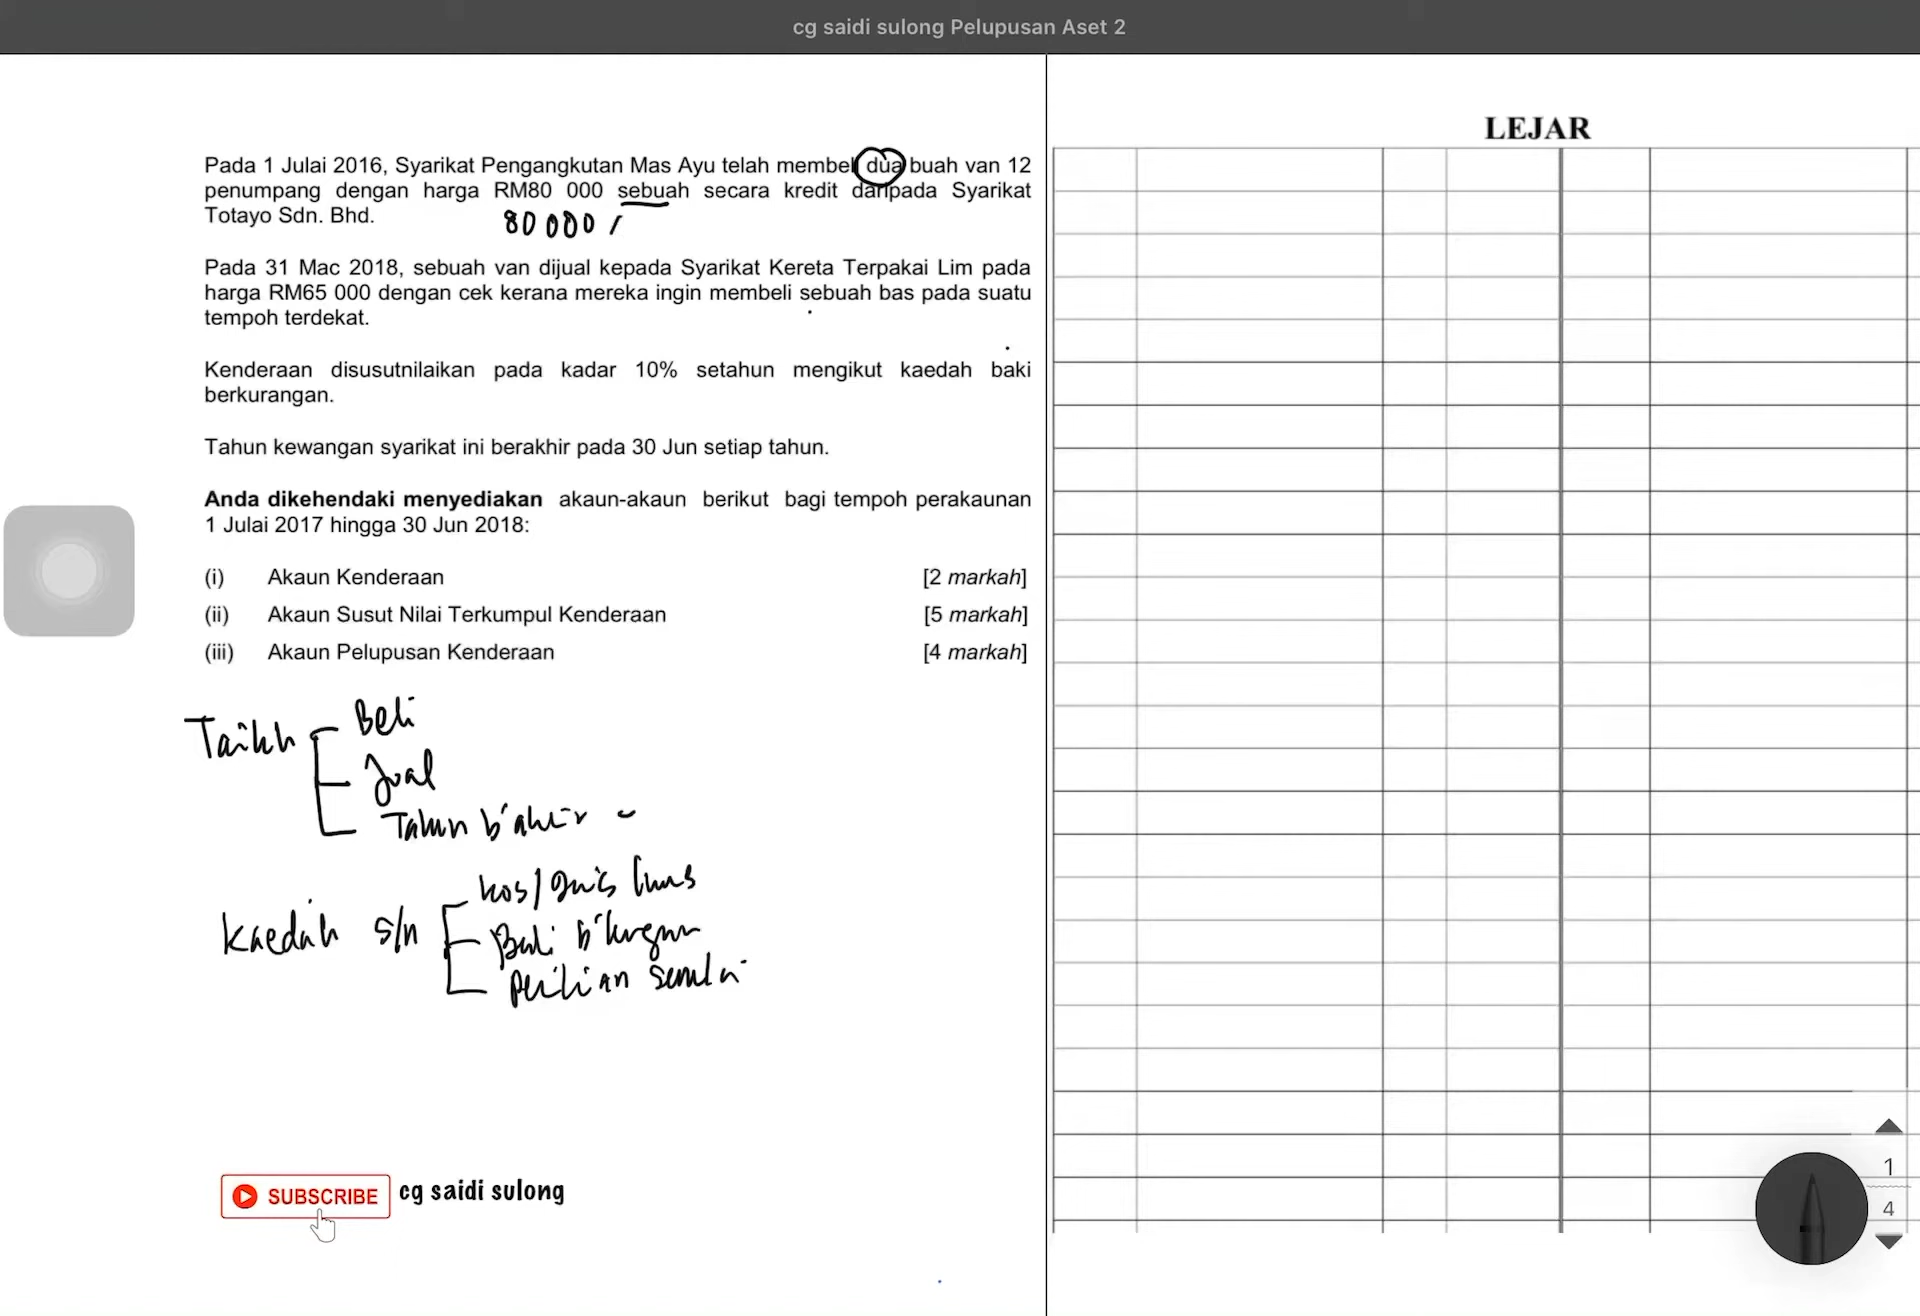 cg saidi sulong Pelupusan Aset 2
Pada 1 Julai 2016, Syarikat Pengangkutan Mas Ayu telah membeli dua buah van 12
penumpang dengan harga RM80 000 sebuah secara kredit daripada Syarikat
Totayo Sdn. Bhd.
80 000 /
Pada 31 Mac 2018, sebuah van dijual kepada Syarikat Kereta Terpakai Lim pada
harga RM65 000 dengan cek kerana mereka ingin membeli sebuah bas pada suatu
tempoh terdekat.
Kenderaan disusutnilaikan pada kadar 10% setahun mengikut kaedah baki
berkurangan.
Tahun kewangan syarikat ini berakhir pada 30 Jun setiap tahun.
Anda dikehendaki menyediakan akaun-akaun berikut bagi tempoh perakaunan
1 Julai 2017 hingga 30 Jun 2018:
(i) Akaun Kenderaan [2 markah]
(ii) Akaun Susut Nilai Terkumpul Kenderaan [5 markah]
(iii) Akaun Pelupusan Kenderaan [4 markah]
Tarikh
Beli
Jual
Tahun b'akhir
Kaedah s/n
kos/garis lurus
Baki b'kurgan
SUBSCRIBE cg saidi sulong
LEJAR
1
4